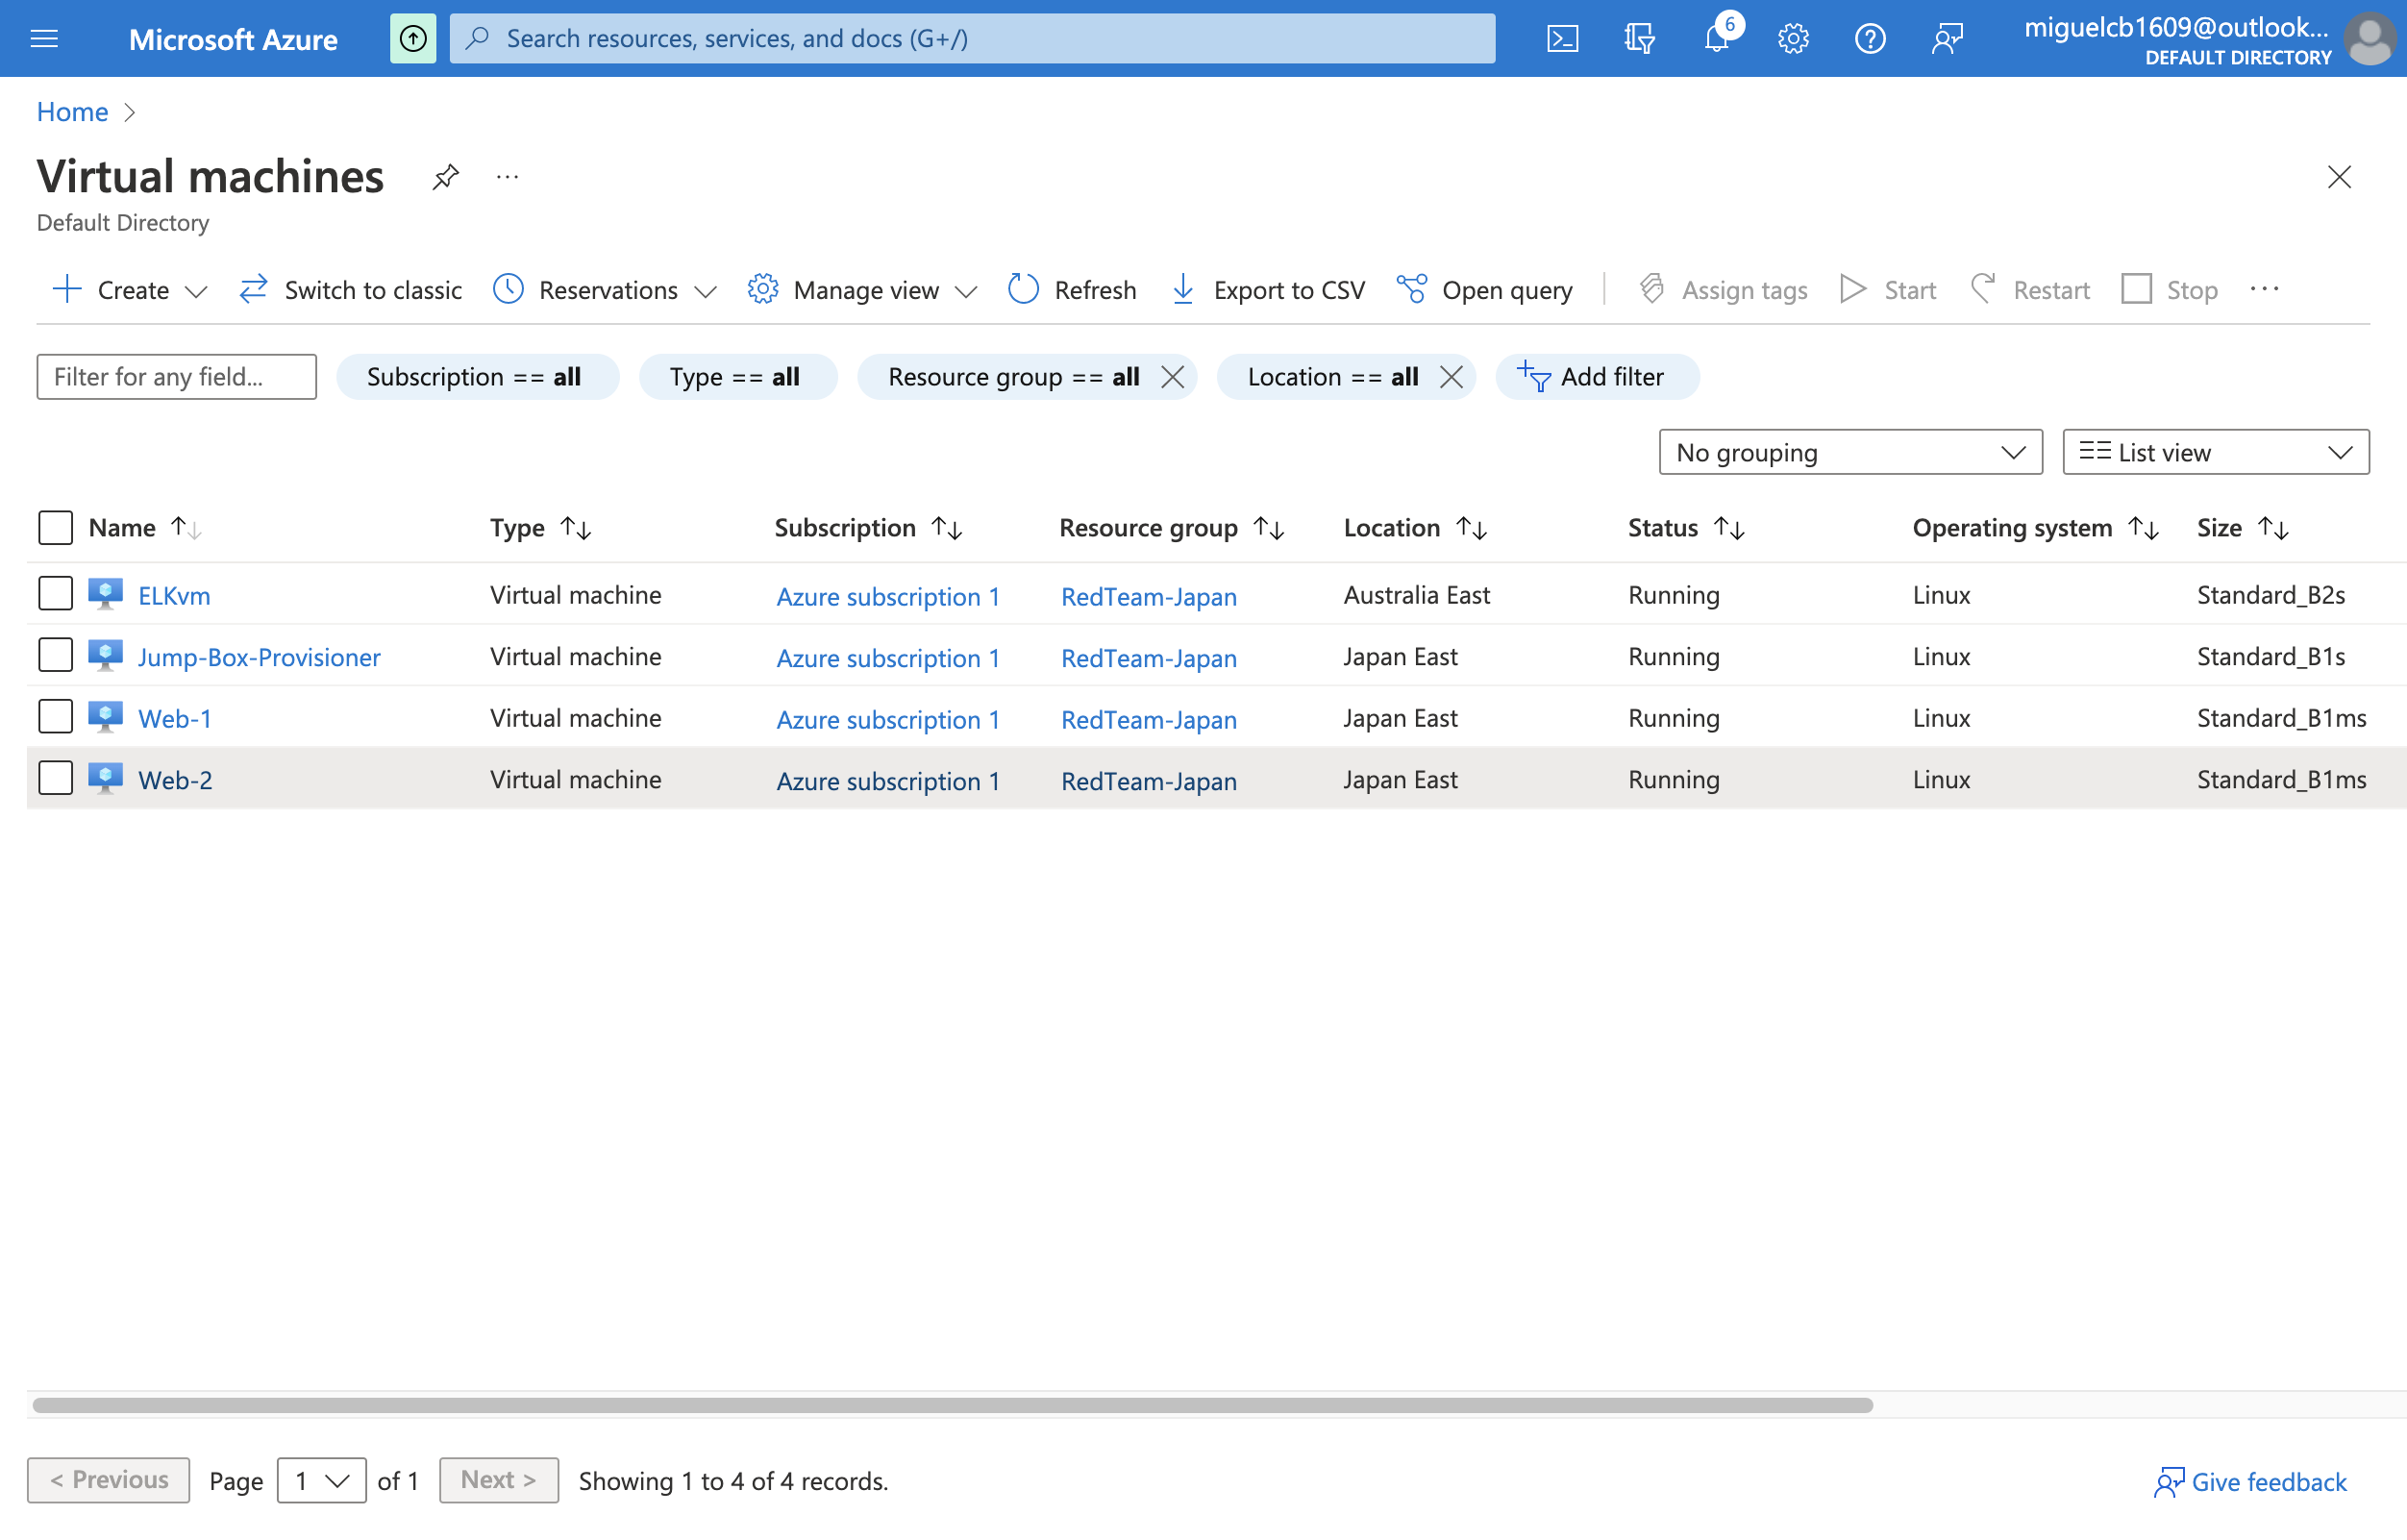 Microsoft Azure
Search resources, services, and docs (G+/)
6
miguelcb1609@outlook...
DEFAULT DIRECTORY
Home
Virtual machines
...
Default Directory
Create
Switch to classic
Reservations
Manage view
Refresh
Export to CSV
Open query
Assign tags
Start
Restart
Stop
...
Filter for any field...
Subscription == all
Type == all
Resource group == all
Location == all
Add filter
No grouping
List view
Name Type Subscription Resource group Location Status Operating system Size
ELKvm Virtual machine Azure subscription 1 RedTeam-Japan Australia East Running Linux Standard_B2s
Jump-Box-Provisioner Virtual machine Azure subscription 1 RedTeam-Japan Japan East Running Linux Standard_B1s
Web-1 Virtual machine Azure subscription 1 RedTeam-Japan Japan East Running Linux Standard_B1ms
Web-2 Virtual machine Azure subscription 1 RedTeam-Japan Japan East Running Linux Standard_B1ms
< Previous Page 1 of 1 Next > Showing 1 to 4 of 4 records.
Give feedback